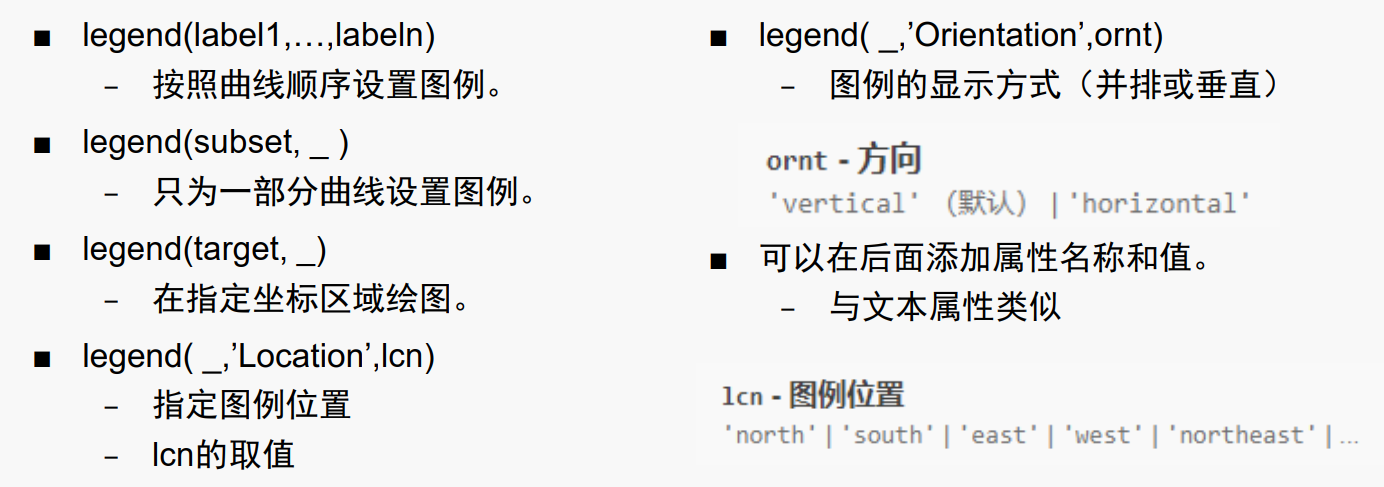 ■ legend(label1,…,labeln)
– 按照曲线顺序设置图例。
■ legend(subset, _ )
– 只为一部分曲线设置图例。
■ legend(target, _)
– 在指定坐标区域绘图。
■ legend( _,’Location’,lcn)
– 指定图例位置
– lcn的取值
■ legend( _,’Orientation’,ornt)
– 图例的显示方式（并排或垂直）
ornt - 方向
'vertical' （默认） | 'horizontal'
■ 可以在后面添加属性名称和值。
– 与文本属性类似
lcn - 图例位置
'north' | 'south' | 'east' | 'west' | 'northeast' | ...